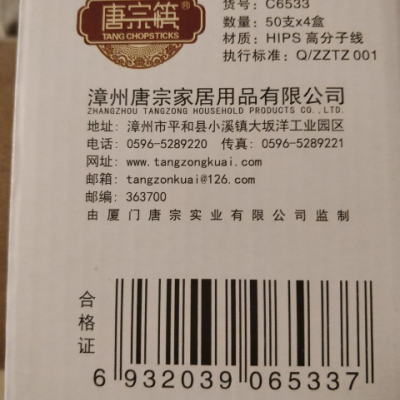 唐宗筷®
TANG CHOPSTICKS
货号：C6533
数量：50支x4盒
材质：HIPS 高分子线
执行标准：Q/ZZTZ 001
漳州唐宗家居用品有限公司
ZHANGZHOU TANGZONG HOUSEHOLD PRODUCTS CO.,LTD.
地址：漳州市平和县小溪镇大坂洋工业园区
电话：0596-5289220 传真：0596-5289221
网址：www.tangzongkuai.com
邮箱：tangzonkuai@126.com
邮编：363700
由厦门唐宗实业有限公司监制
合格证
6 932039 065337